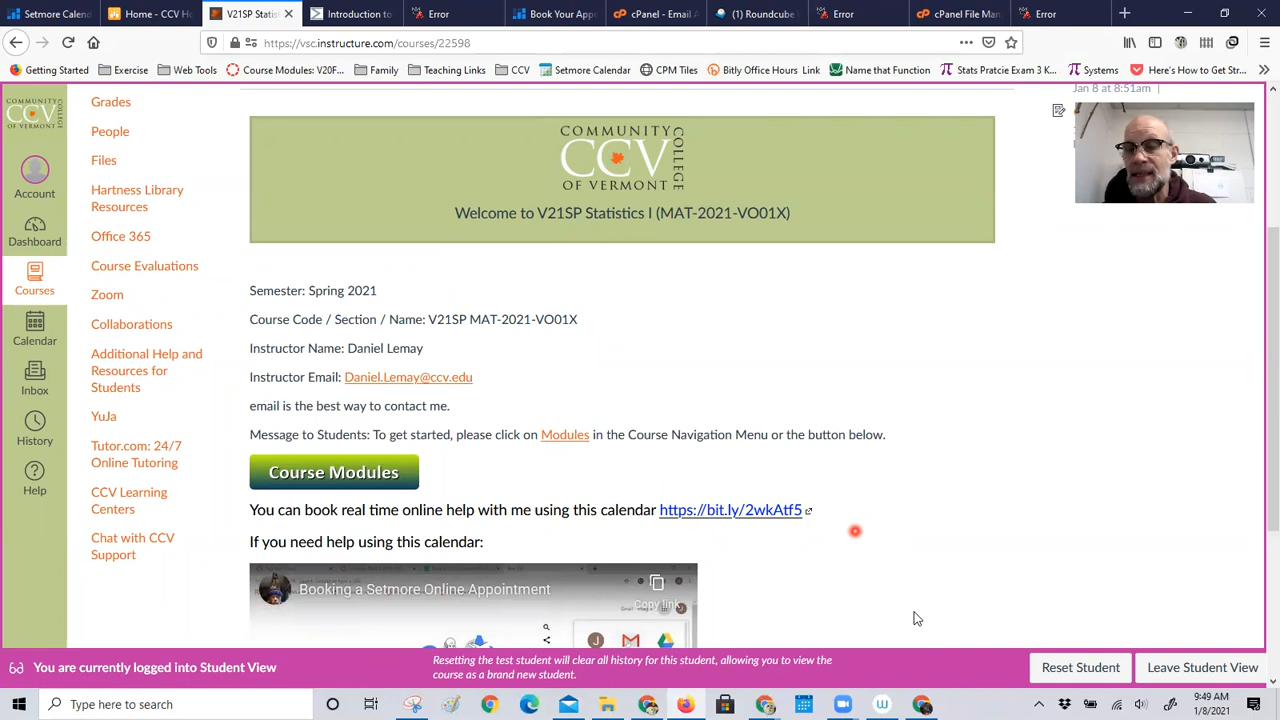 Setmore Calend
Home - CCV Ho
V21SP Statisti
Introduction to
Error
Book Your Appo
cPanel - Email A
(1) Roundcube
Error
cPanel File Man
Error
https://vsc.instructure.com/courses/22598
Getting Started
Exercise
Web Tools
Course Modules: V20F...
Family
Teaching Links
CCV
Setmore Calendar
CPM Tiles
Bitly Office Hours Link
Name that Function
Stats Pratcie Exam 3 K...
Systems
Here's How to Get Str...
COMMUNITY
CCV
COLLEGE
OF VERMONT
Account
Dashboard
Courses
Calendar
Inbox
History
Help
Grades
People
Files
Hartness Library
Resources
Office 365
Course Evaluations
Zoom
Collaborations
Additional Help and
Resources for
Students
YuJa
Tutor.com: 24/7
Online Tutoring
CCV Learning
Centers
Chat with CCV
Support
Jan 8 at 8:51am
COMMUNITY
CCV
COLLEGE
OF VERMONT
Welcome to V21SP Statistics I (MAT-2021-VO01X)
Semester: Spring 2021
Course Code / Section / Name: V21SP MAT-2021-VO01X
Instructor Name: Daniel Lemay
Instructor Email: Daniel.Lemay@ccv.edu
email is the best way to contact me.
Message to Students: To get started, please click on Modules in the Course Navigation Menu or the button below.
Course Modules
You can book real time online help with me using this calendar https://bit.ly/2wkAtf5
If you need help using this calendar:
Booking a Setmore Online Appointment
Copy link
You are currently logged into Student View
Resetting the test student will clear all history for this student, allowing you to view the
course as a brand new student.
Reset Student
Leave Student View
Type here to search
9:49 AM
1/8/2021